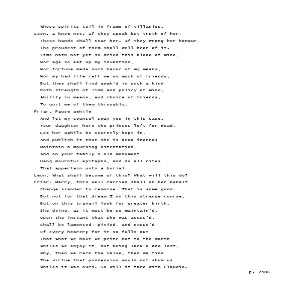 Whose spirits toil in frame of villanies.
Leon. I know not. If they speak but truth of her,
These hands shall tear her. If they wrong her honour,
The proudest of them shall well hear of it.
Time hath not yet so dried this blood of mine,
Nor age so eat up my invention,
Nor fortune made such havoc of my means,
Nor my bad life reft me so much of friends,
But they shall find awak'd in such a kind
Both strength of limb and policy of mind,
Ability in means, and choice of friends,
To quit me of them throughly.
Friar. Pause awhile
And let my counsel sway you in this case.
Your daughter here the princes left for dead,
Let her awhile be secretly kept in,
And publish it that she is dead indeed;
Maintain a mourning ostentation,
And on your family's old monument
Hang mournful epitaphs, and do all rites
That appertain unto a burial.
Leon. What shall become of this? What will this do?
Friar. Marry, this well carried shall on her behalf
Change slander to remorse. That is some good.
But not for that dream I on this strange course,
But on this travail look for greater birth.
She dying, as it must be so maintain'd,
Upon the instant that she was accus'd,
Shall be lamented, pitied, and excus'd
Of every hearer; for it so falls out
That what we have we prize not to the worth
Whiles we enjoy it, but being lack'd and lost,
Why, then we rack the value, then we find
The virtue that possession would not show us
Whiles it was ours. So will it fare with Claudio.